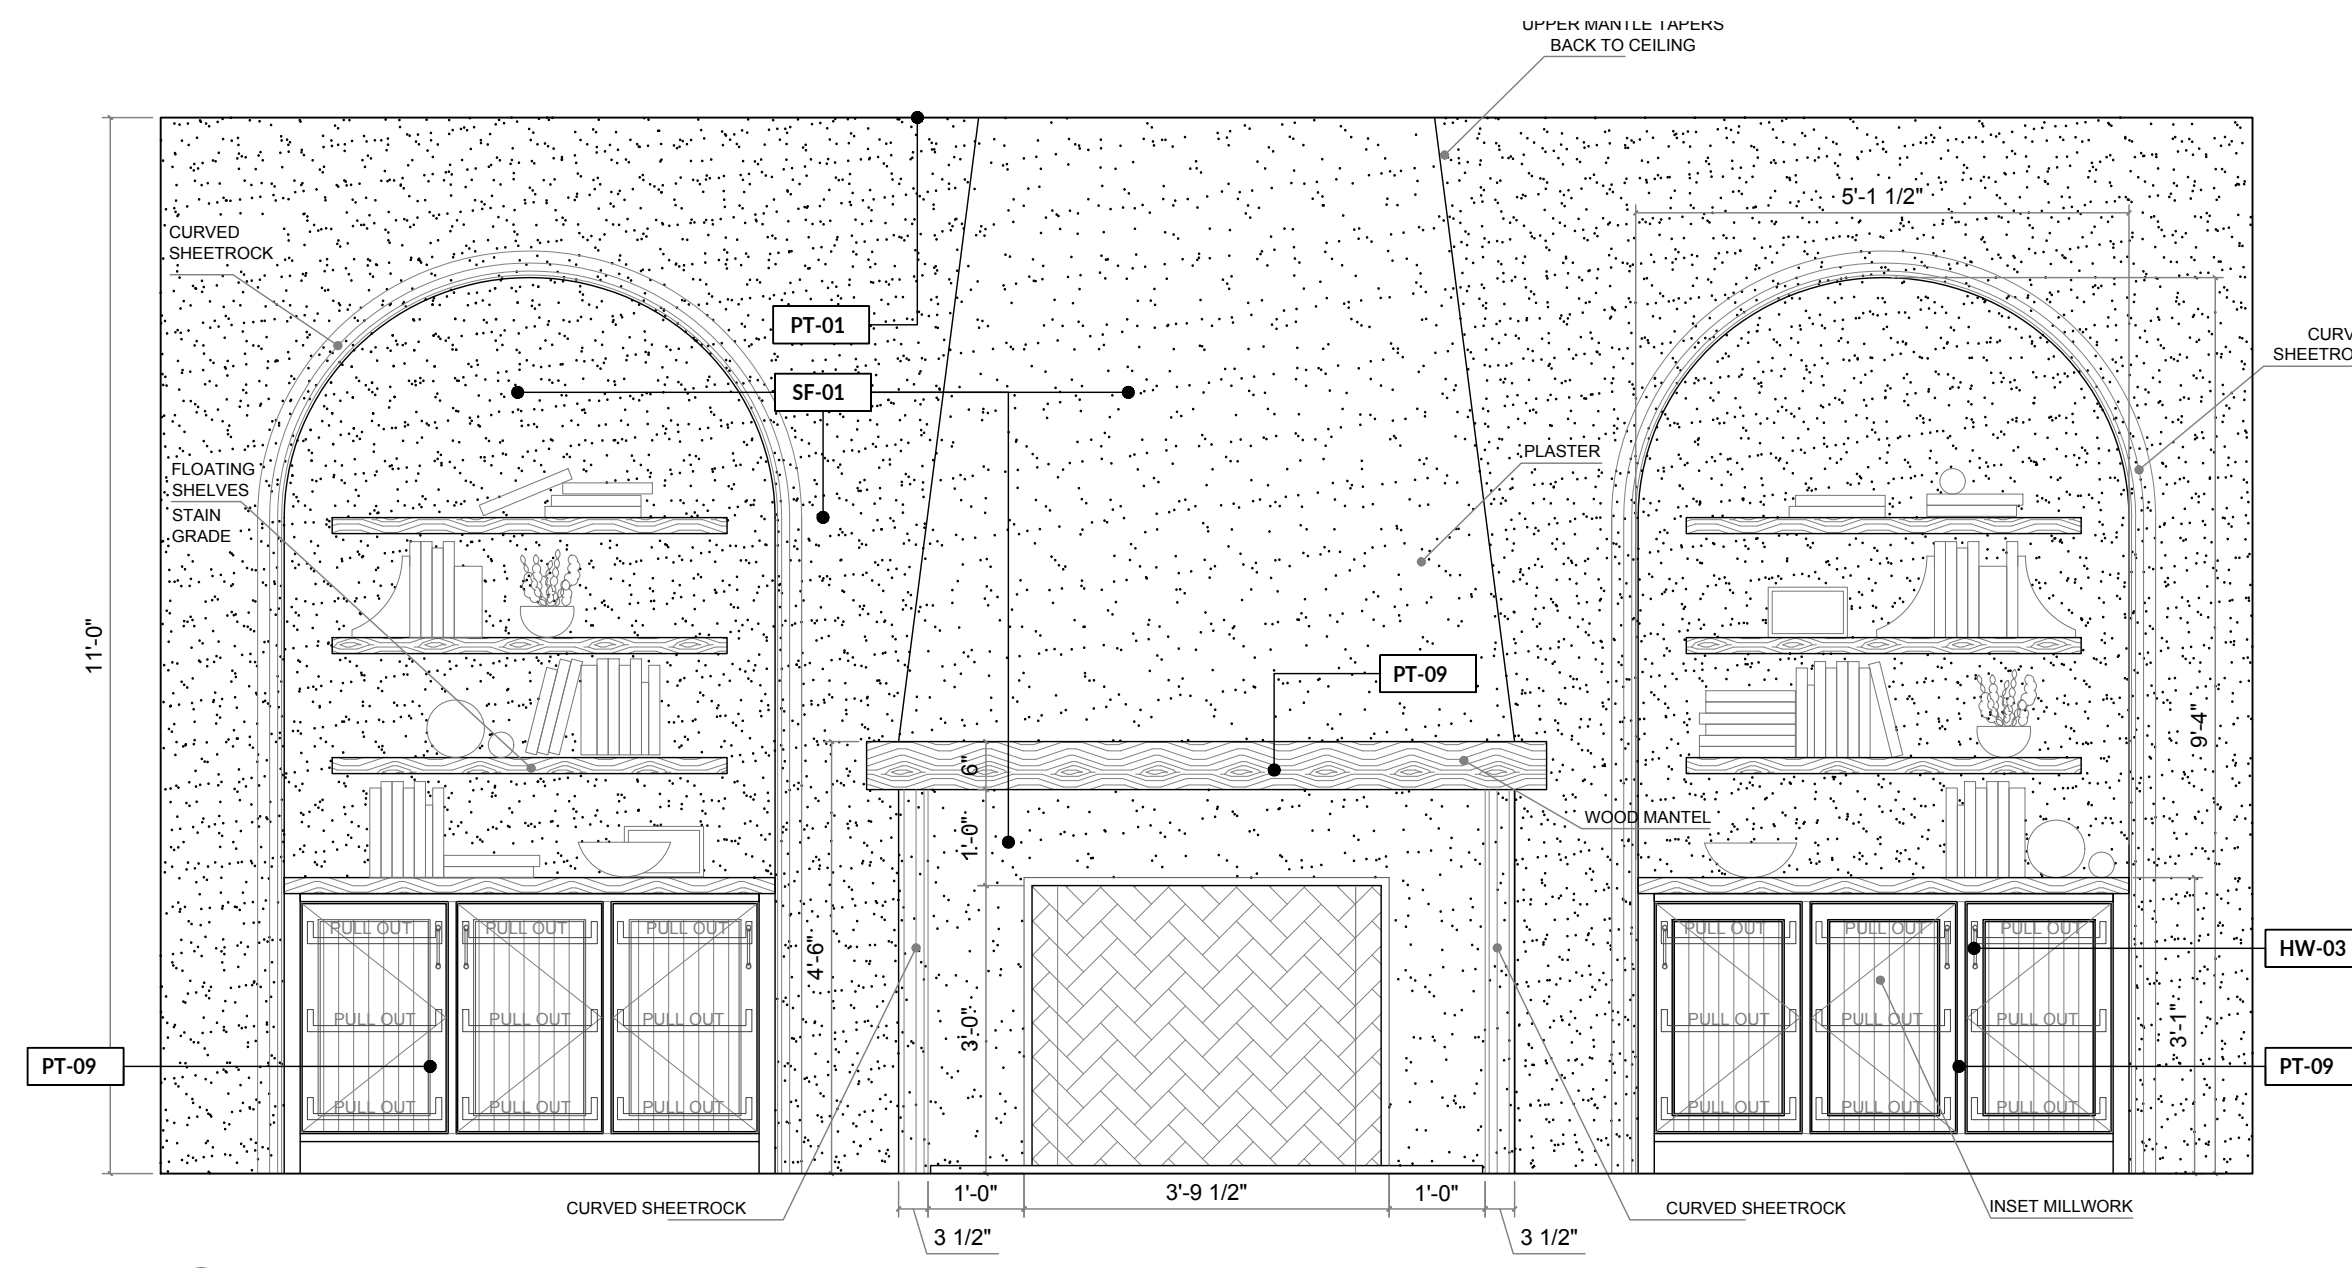 UPPER MANTLE TAPERS
BACK TO CEILING
5'-1 1/2"
CURVED
SHEETROCK
PT-01
CURV
SHEETRO
SF-01
FLOATING
SHELVES
STAIN
GRADE
PLASTER
11'-0"
PT-09
9'-4"
6"
WOOD MANTEL
1'-0"
PULL OUT PULL OUT PULL OUT
PULL OUT PULL OUT PULL OUT
HW-03
4'-6"
PULL OUT PULL OUT PULL OUT
PULL OUT PULL OUT PULL OUT
3'-0"
3'-1"
PT-09
PT-09
PULL OUT PULL OUT PULL OUT
PULL OUT PULL OUT PULL OUT
1'-0" 3'-9 1/2" 1'-0"
CURVED SHEETROCK
CURVED SHEETROCK
INSET MILLWORK
3 1/2"
3 1/2"